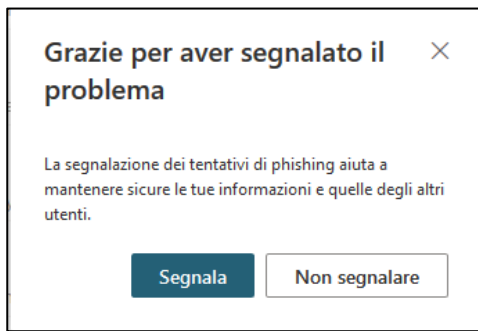 Grazie per aver segnalato il
problema
La segnalazione dei tentativi di phishing aiuta a
mantenere sicure le tue informazioni e quelle degli altri
utenti.
Segnala
Non segnalare